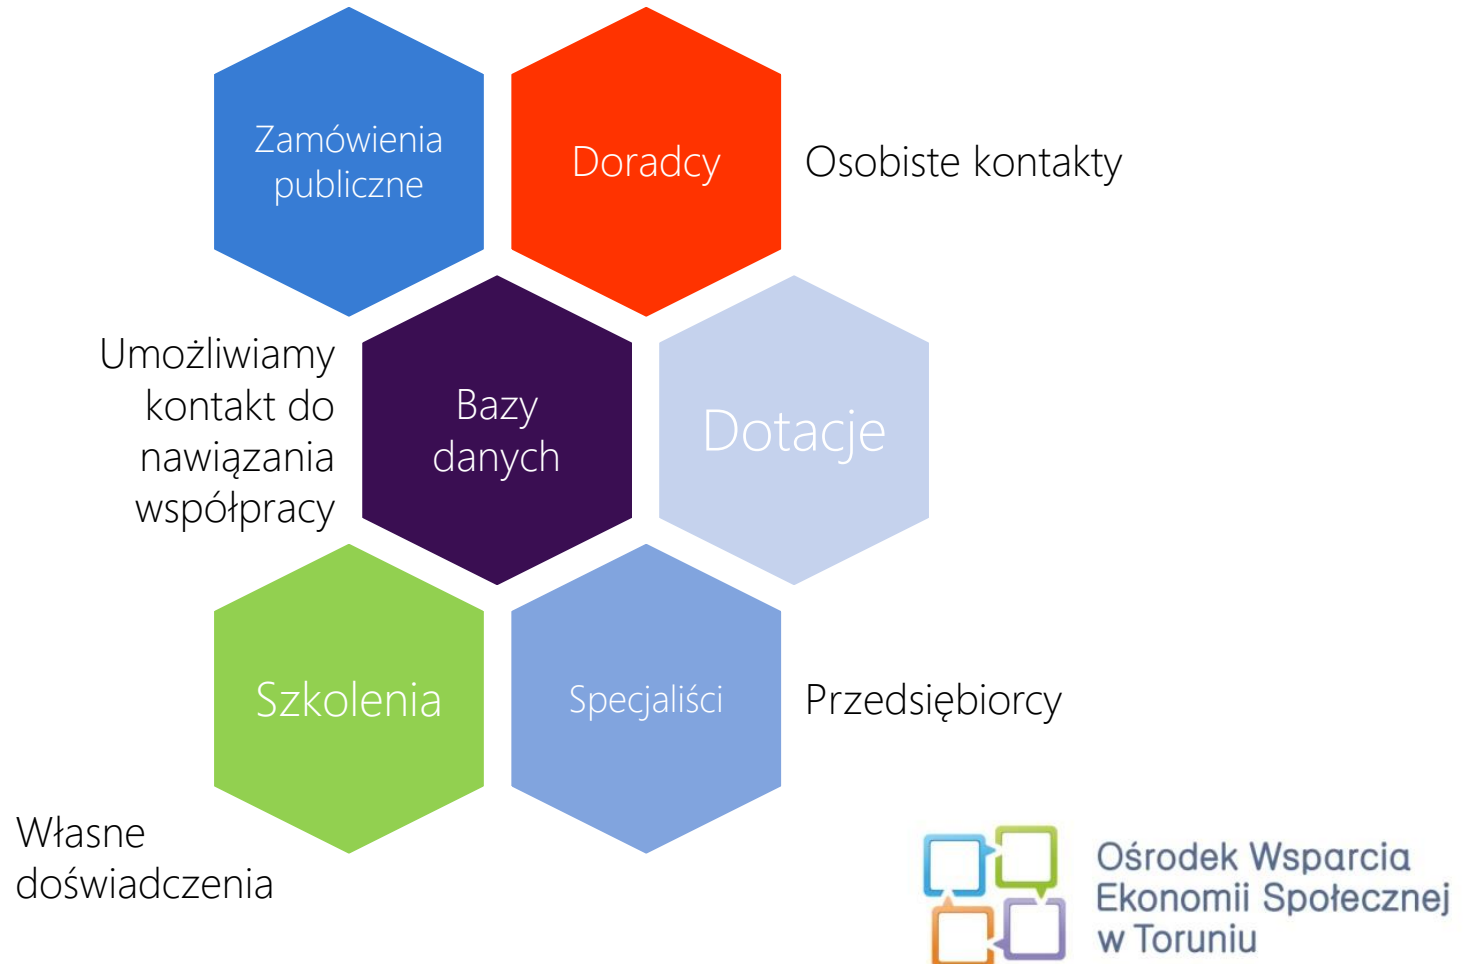 Zamówienia
publiczne
Doradcy
Osobiste kontakty
Umożliwiamy
kontakt do
nawiązania
współpracy
Bazy
danych
Dotacje
Szkolenia
Specjaliści
Przedsiębiorcy
Własne
doświadczenia
Ośrodek Wsparcia
Ekonomii Społecznej
w Toruniu